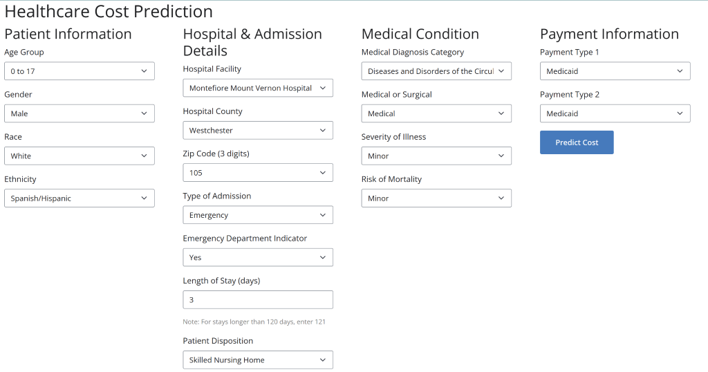 Healthcare Cost Prediction
Patient Information
Age Group
0 to 17
Gender
Male
Race
White
Ethnicity
Spanish/Hispanic
Hospital & Admission
Details
Hospital Facility
Montefiore Mount Vernon Hospital
Hospital County
Westchester
Zip Code (3 digits)
105
Type of Admission
Emergency
Emergency Department Indicator
Yes
Length of Stay (days)
3
Note: For stays longer than 120 days, enter 121
Patient Disposition
Skilled Nursing Home
Medical Condition
Medical Diagnosis Category
Diseases and Disorders of the Circul
Medical or Surgical
Medical
Severity of Illness
Minor
Risk of Mortality
Minor
Payment Information
Payment Type 1
Medicaid
Payment Type 2
Medicaid
Predict Cost